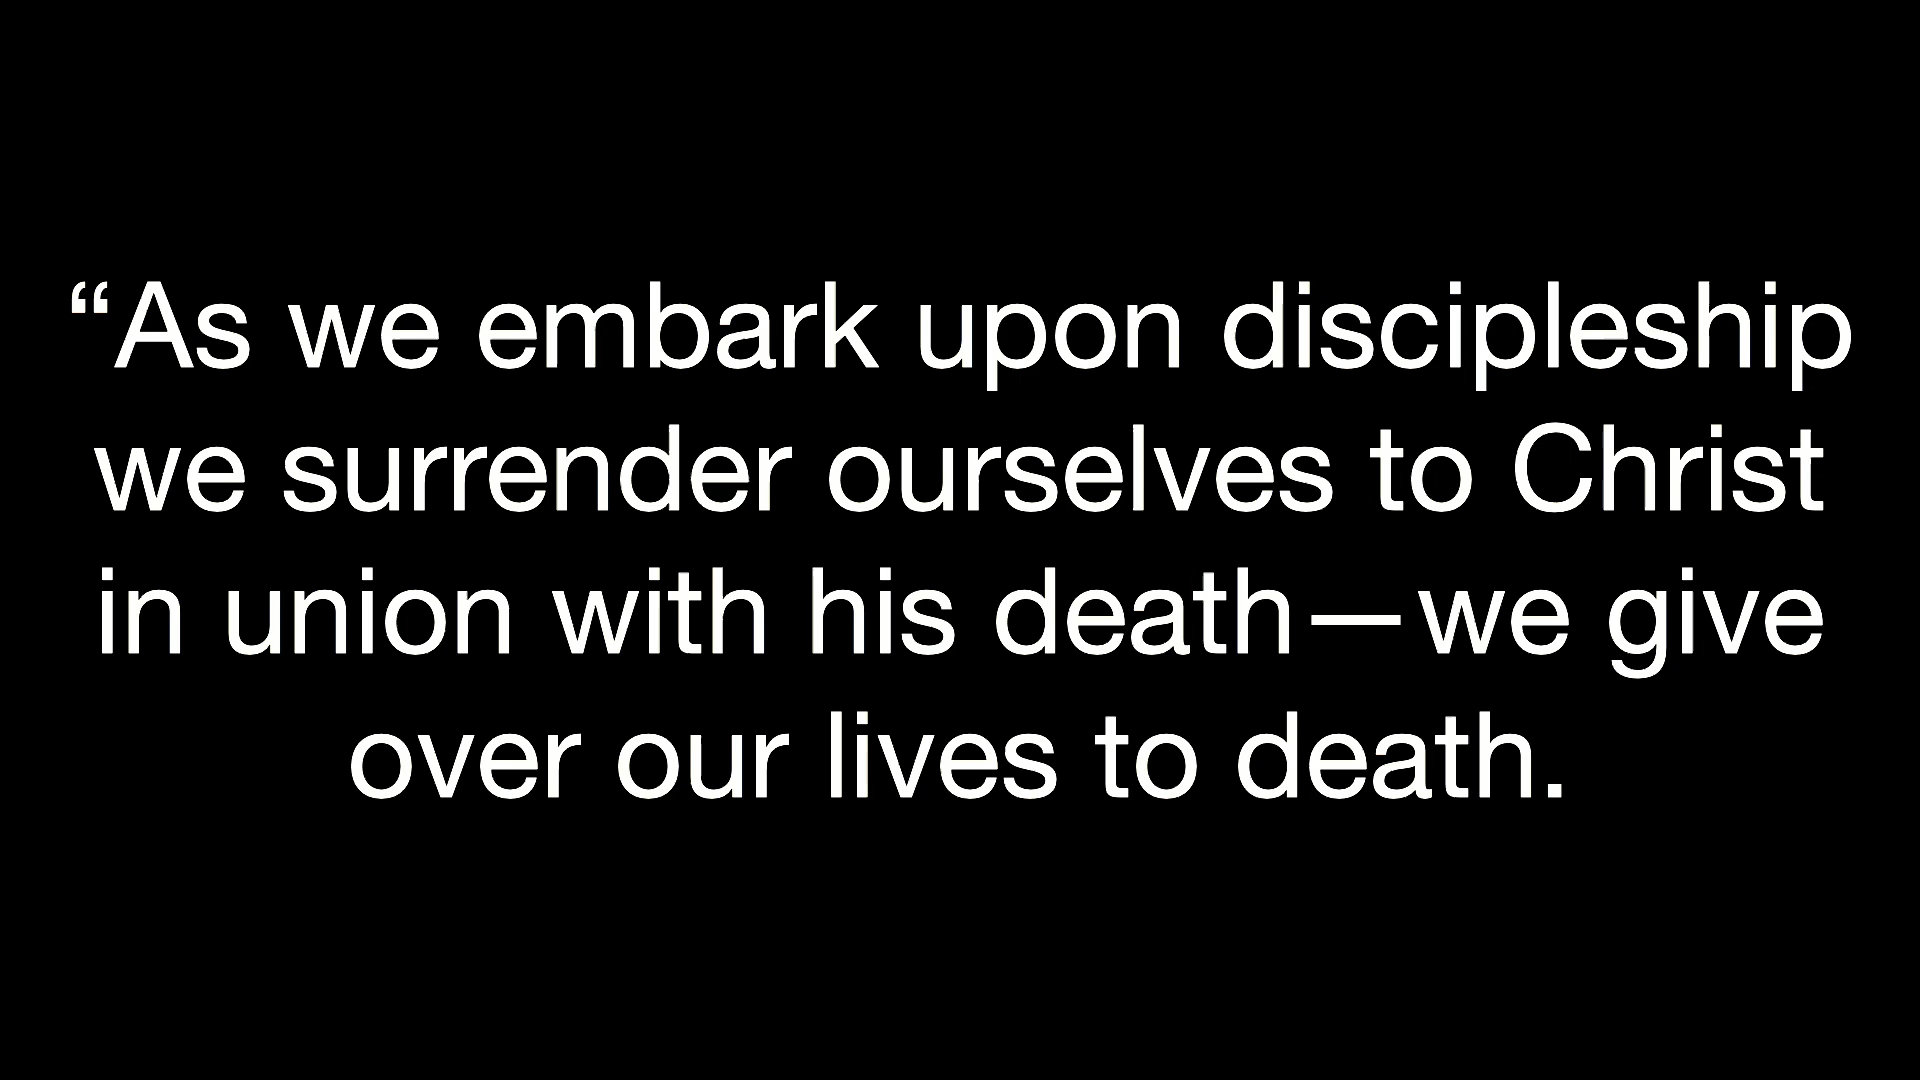 “As we embark upon discipleship
we surrender ourselves to Christ
in union with his death—we give
over our lives to death.